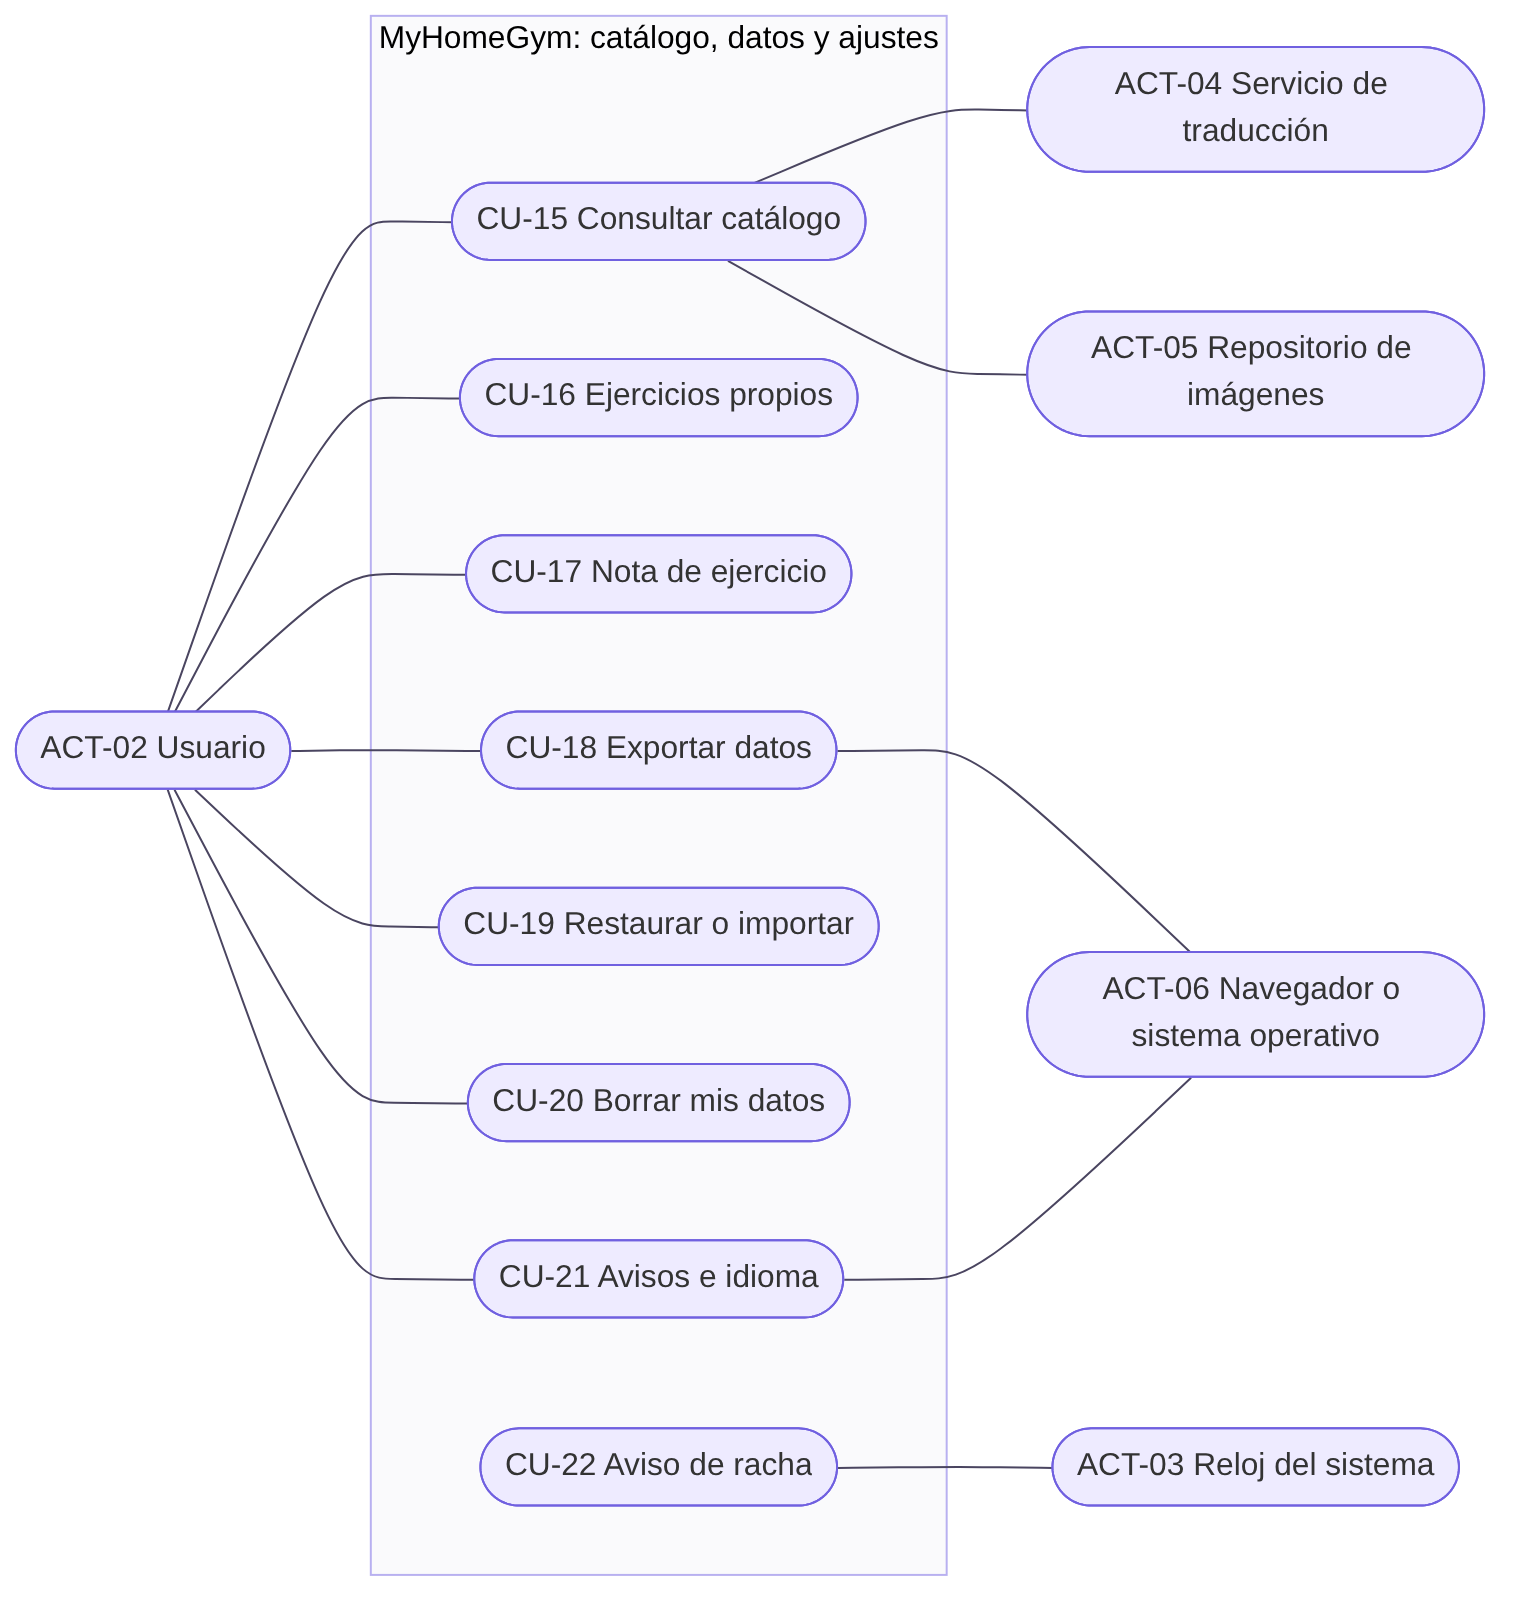 MyHomeGym: catálogo, datos y ajustes
ACT-04 Servicio de
traducción
CU-15 Consultar catálogo
ACT-05 Repositorio de
imágenes
CU-16 Ejercicios propios
CU-17 Nota de ejercicio
ACT-02 Usuario
CU-18 Exportar datos
CU-19 Restaurar o importar
ACT-06 Navegador o
sistema operativo
CU-20 Borrar mis datos
CU-21 Avisos e idioma
CU-22 Aviso de racha
ACT-03 Reloj del sistema